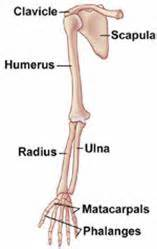 Clavicle
Scapula
Humerus
Radius
Ulna
Matacarpals
Phalanges